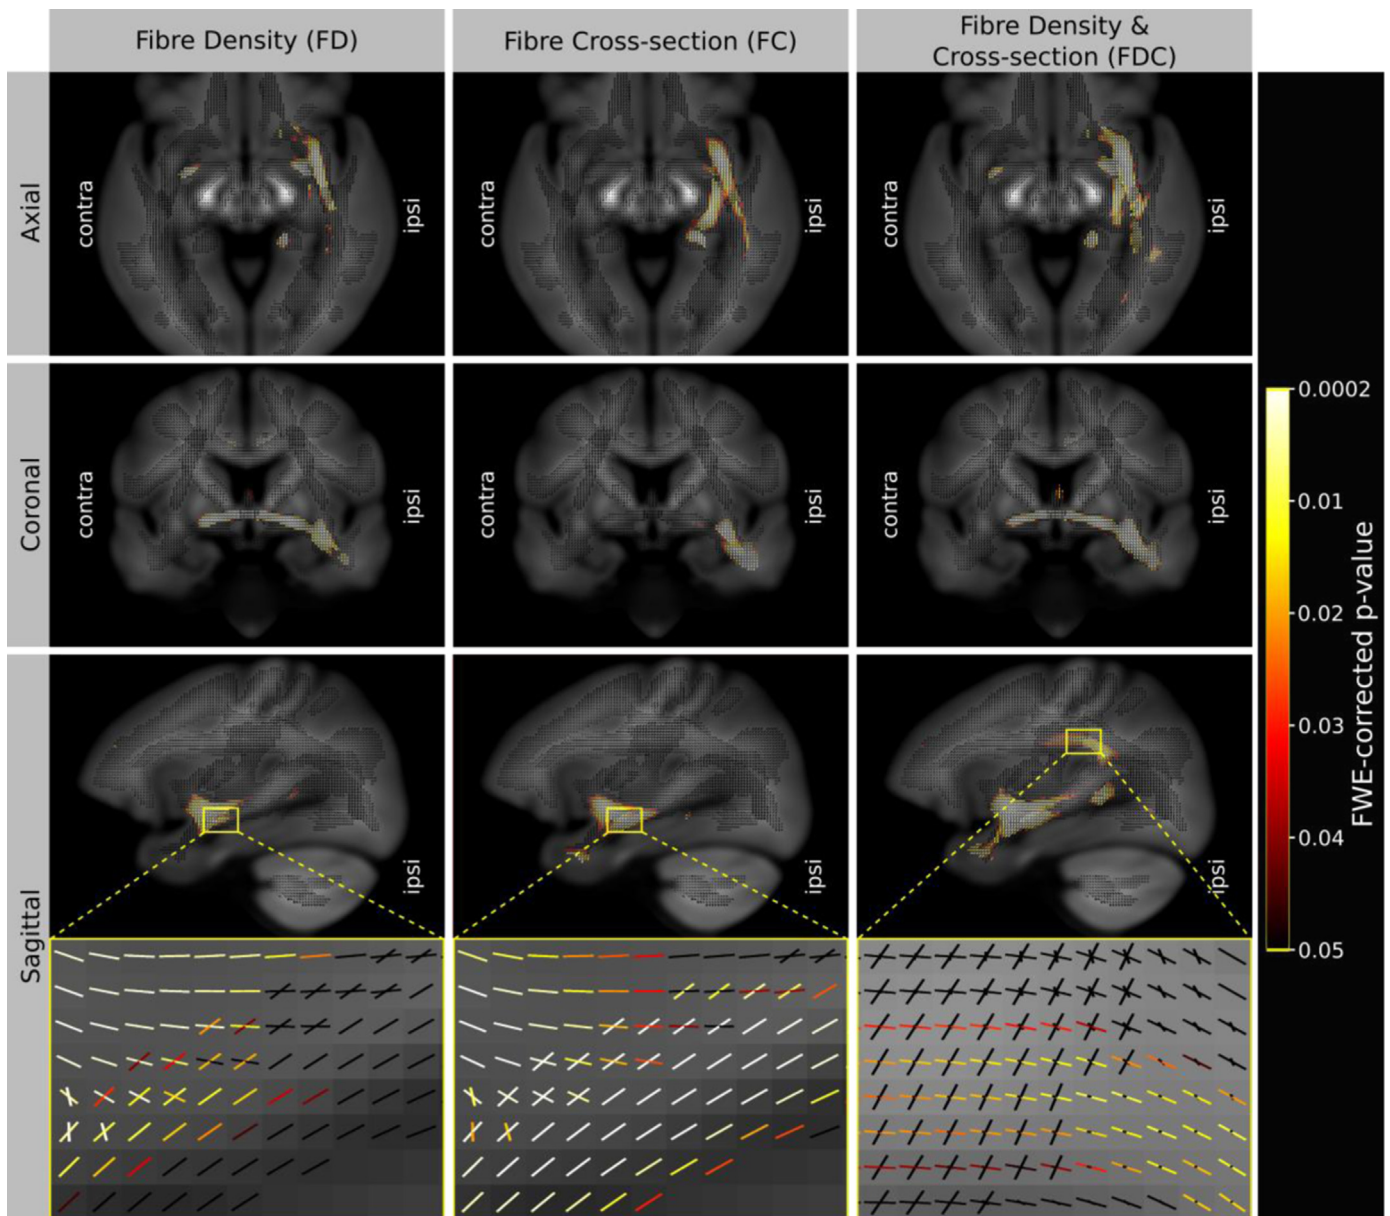 Fibre Density (FD)
Fibre Cross-section (FC)
Fibre Density &
Cross-section (FDC)
Axial
contra
ipsi
contra
ipsi
contra
ipsi
Coronal
contra
ipsi
contra
ipsi
contra
ipsi
Sagittal
ipsi
ipsi
ipsi
0.0002
0.01
0.02
0.03
0.04
0.05
FWE-corrected p-value